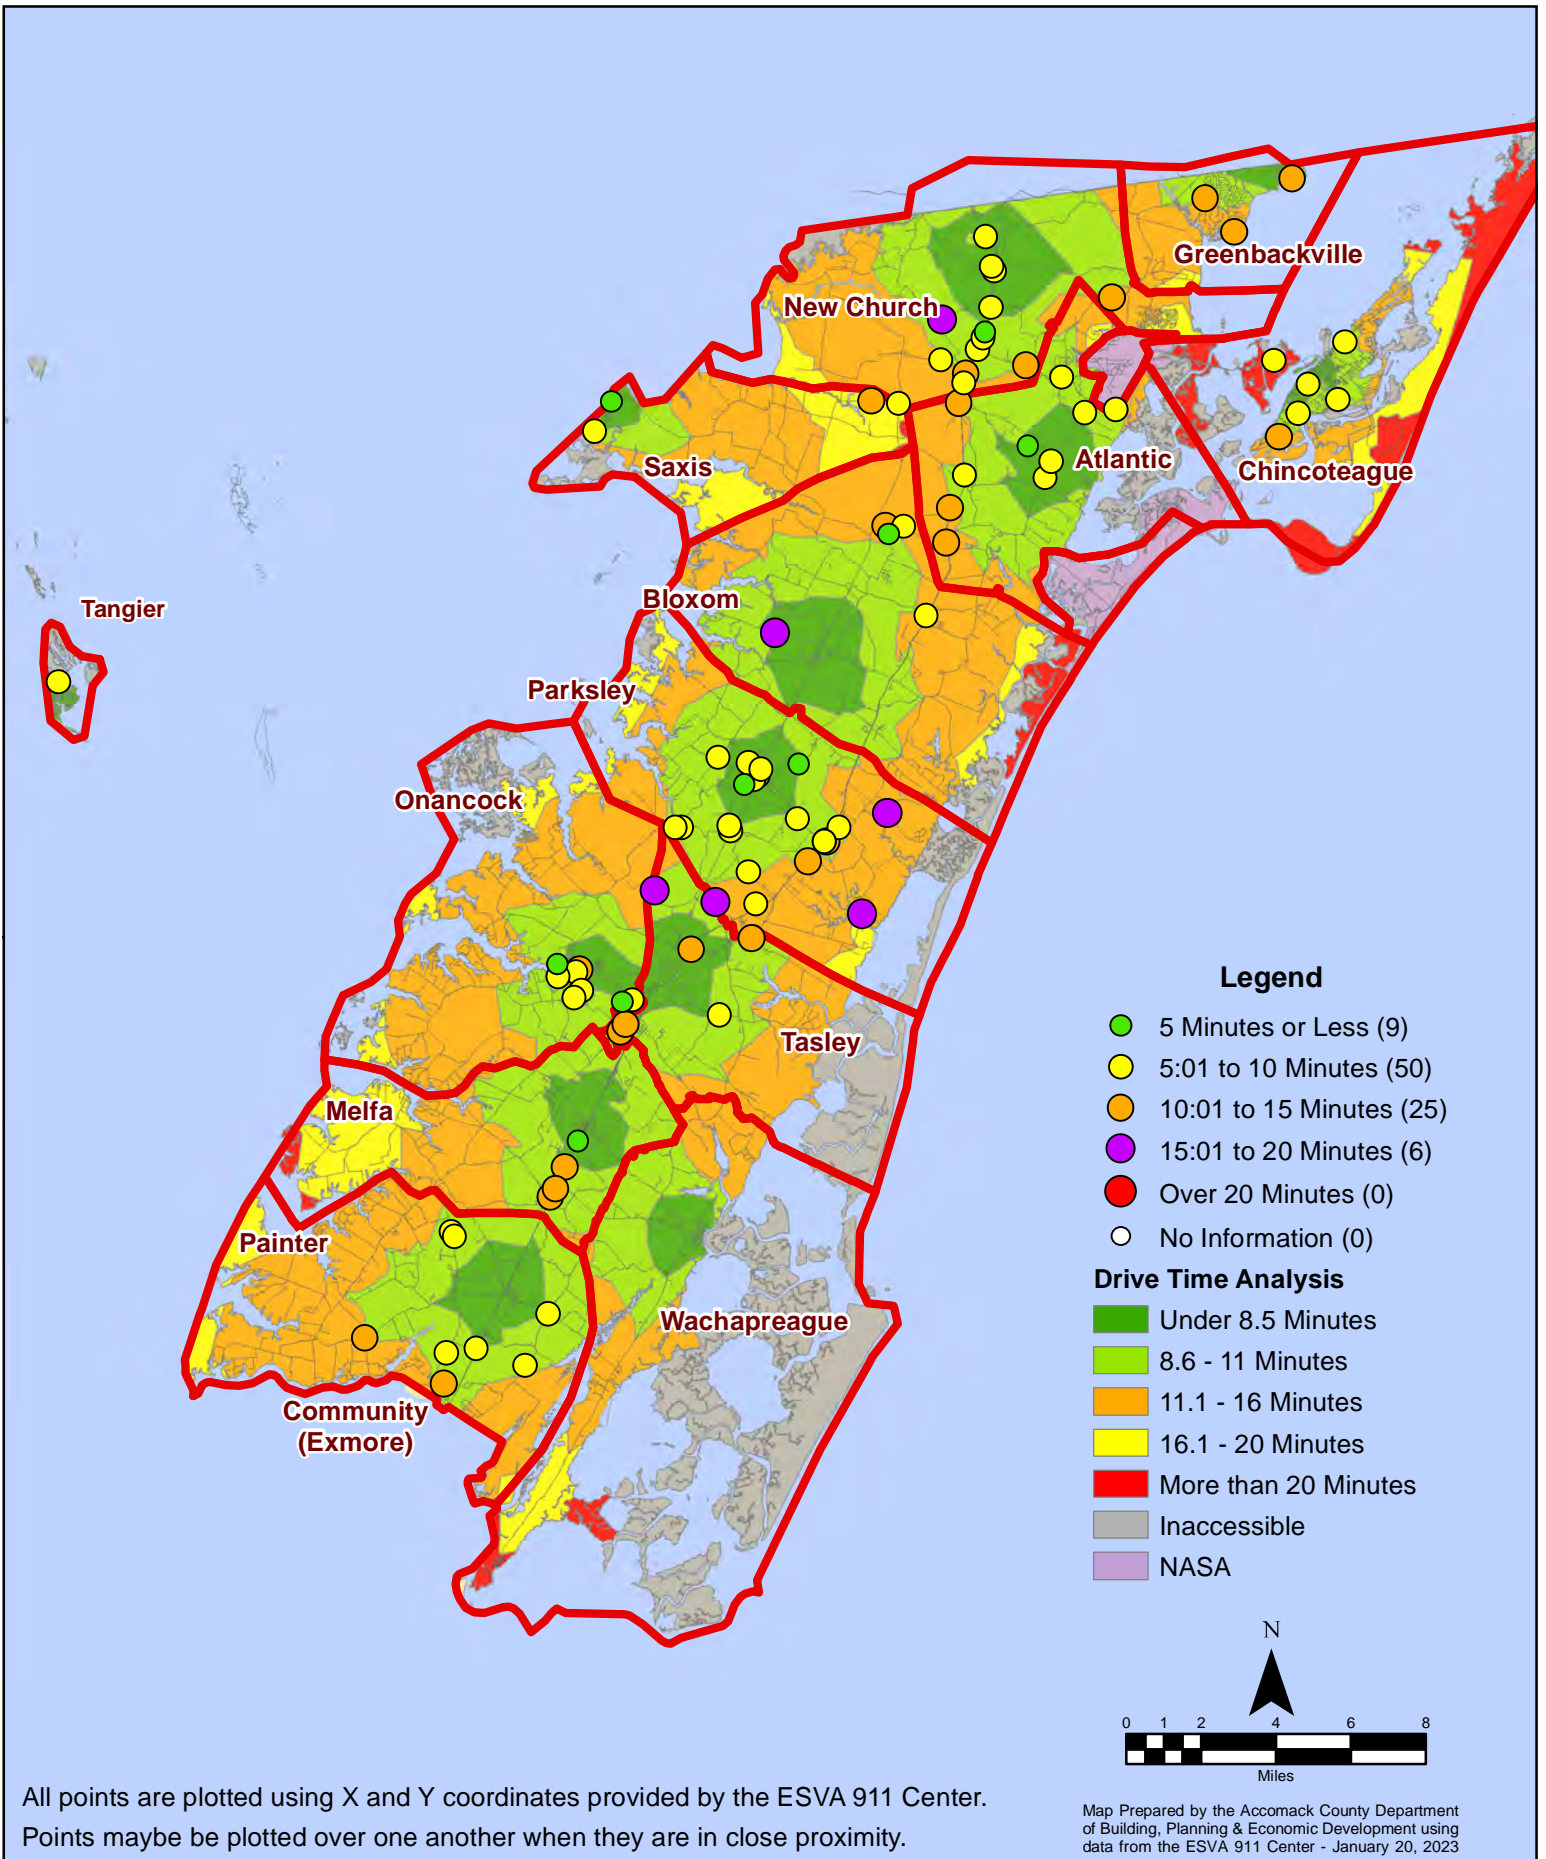 Greenbackville
New Church
Atlantic
Chincoteague
Saxis
Bloxom
Tangier
Parksley
Onancock
Tasley
Melfa
Painter
Wachapreague
Community
(Exmore)
Legend
5 Minutes or Less (9)
5:01 to 10 Minutes (50)
10:01 to 15 Minutes (25)
15:01 to 20 Minutes (6)
Over 20 Minutes (0)
No Information (0)
Drive Time Analysis
Under 8.5 Minutes
8.6 - 11 Minutes
11.1 - 16 Minutes
16.1 - 20 Minutes
More than 20 Minutes
Inaccessible
NASA
N
0 1 2 4 6 8
Miles
All points are plotted using X and Y coordinates provided by the ESVA 911 Center.
Points maybe be plotted over one another when they are in close proximity.
Map Prepared by the Accomack County Department
of Building, Planning & Economic Development using
data from the ESVA 911 Center - January 20, 2023